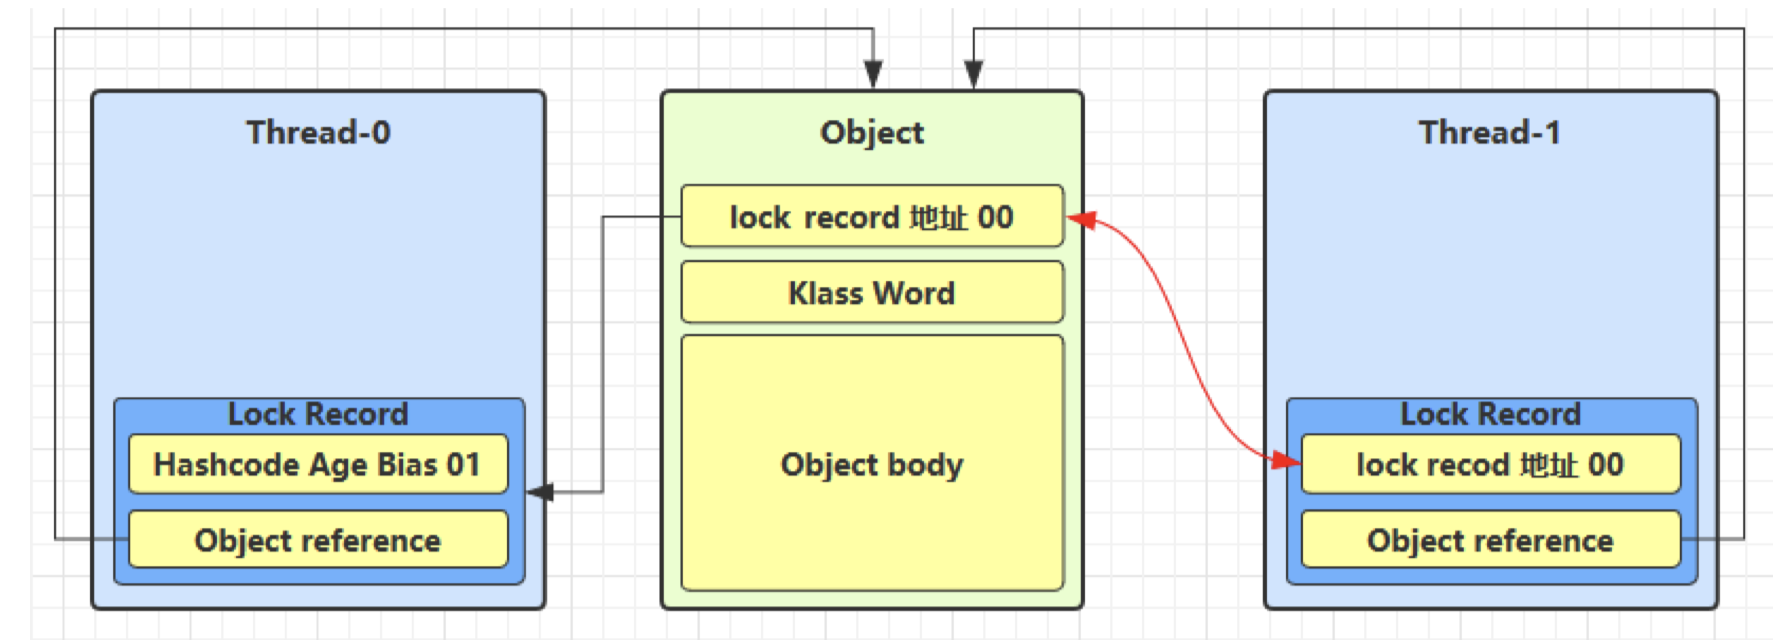 Thread-0
Lock Record
Hashcode Age Bias 01
Object reference
Object
lock record 地址 00
Klass Word
Object body
Thread-1
Lock Record
lock recod 地址 00
Object reference